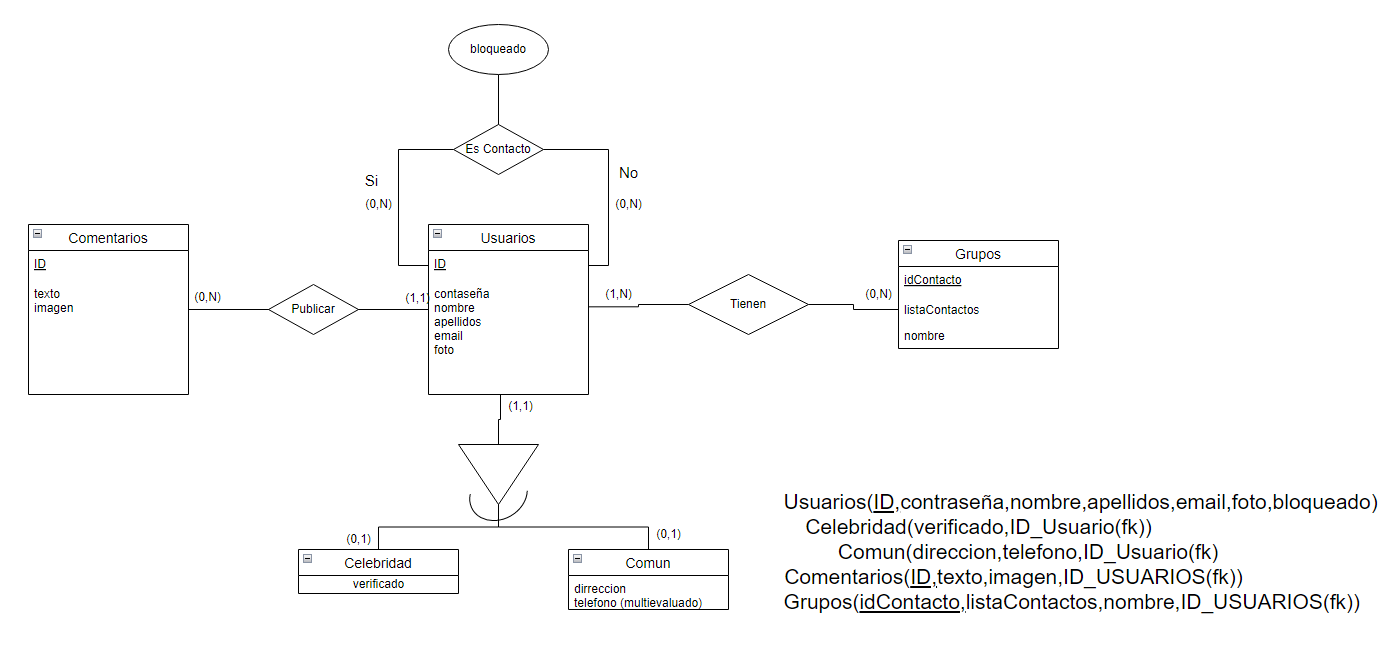 bloqueado
Es Contacto
Si
No
(0,N)
(0,N)
Comentarios
ID
texto
imagen
(0,N)
Publicar
(1,1)
Usuarios
ID
contaseña
nombre
apellidos
email
foto
(1,N)
Tienen
(0,N)
Grupos
idContacto
listaContactos
nombre
(1,1)
(0,1)
(0,1)
Celebridad
verificado
Comun
dirreccion
telefono (multievaluado)
Usuarios(ID,contraseña,nombre,apellidos,email,foto,bloqueado)
Celebridad(verificado,ID_Usuario(fk))
Comun(direccion,telefono,ID_Usuario(fk)
Comentarios(ID,texto,imagen,ID_USUARIOS(fk))
Grupos(idContacto,listaContactos,nombre,ID_USUARIOS(fk))